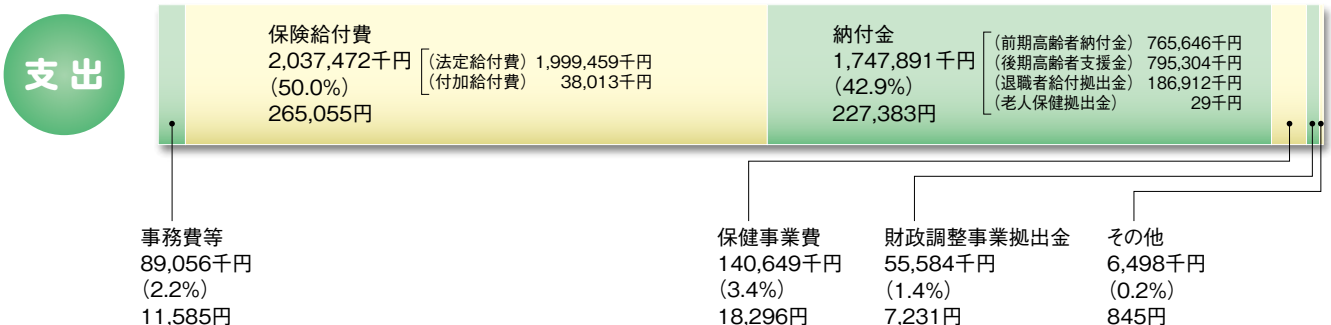 支出
保険給付費
2,037,472千円
（50.0%）
265,055円
（法定給付費）1,999,459千円
（付加給付費） 38,013千円
納付金
1,747,891千円
（42.9%）
227,383円
（前期高齢者納付金） 765,646千円
（後期高齢者支援金） 795,304千円
（退職者給付拠出金） 186,912千円
（老人保健拠出金） 29千円
事務費等
89,056千円
（2.2%）
11,585円
保健事業費
140,649千円
（3.4%）
18,296円
財政調整事業拠出金
55,584千円
（1.4%）
7,231円
その他
6,498千円
（0.2%）
845円